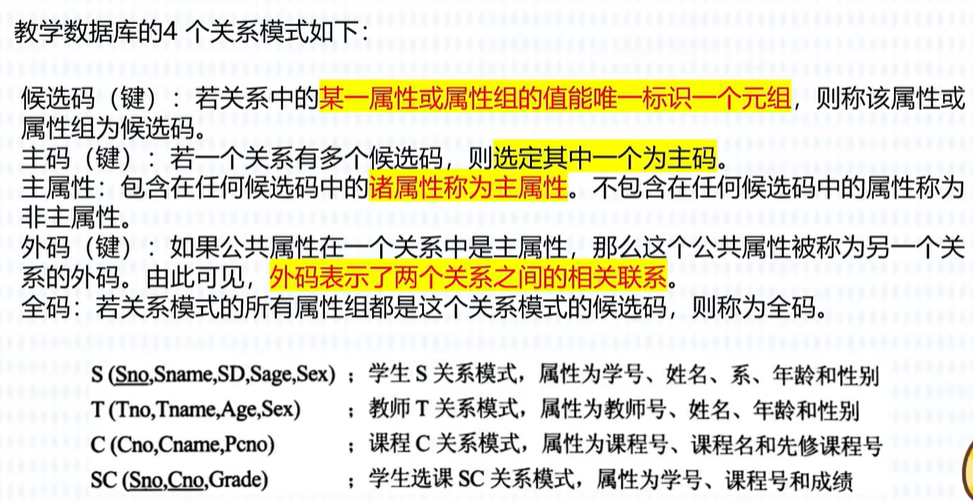 教学数据库的4 个关系模式如下：
候选码（键）：若关系中的某一属性或属性组的值能唯一标识一个元组，则称该属性或
属性组为候选码。
主码（键）：若一个关系有多个候选码，则选定其中一个为主码。
主属性：包含在任何候选码中的诸属性称为主属性。不包含在任何候选码中的属性称为
非主属性。
外码（键）：如果公共属性在一个关系中是主属性，那么这个公共属性被称为另一个关
系的外码。由此可见，外码表示了两个关系之间的相关联系。
全码：若关系模式的所有属性组都是这个关系模式的候选码，则称为全码。
S (Sno,Sname,SD,Sage,Sex) ；学生 S 关系模式，属性为学号、姓名、系、年龄和性别
T (Tno,Tname,Age,Sex) ；教师 T 关系模式，属性为教师号、姓名、年龄和性别
C (Cno,Cname,Pcno) ；课程 C 关系模式，属性为课程号、课程名和先修课程号
SC (Sno,Cno,Grade) ；学生选课 SC 关系模式，属性为学号、课程号和成绩